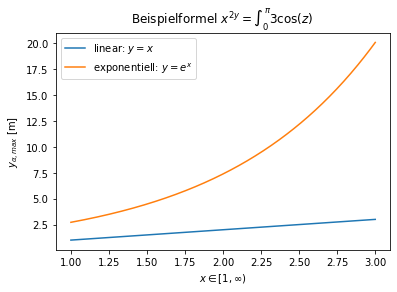 Beispielformel $x^{2y} = \int_0^{\pi} 3\cos(z)$
linear: $y = x$
exponentiell: $y = e^x$
20.0
17.5
15.0
12.5
10.0
7.5
5.0
2.5
$y_{\alpha,max}$ [m]
1.00 1.25 1.50 1.75 2.00 2.25 2.50 2.75 3.00
$x \in [1, \infty)$